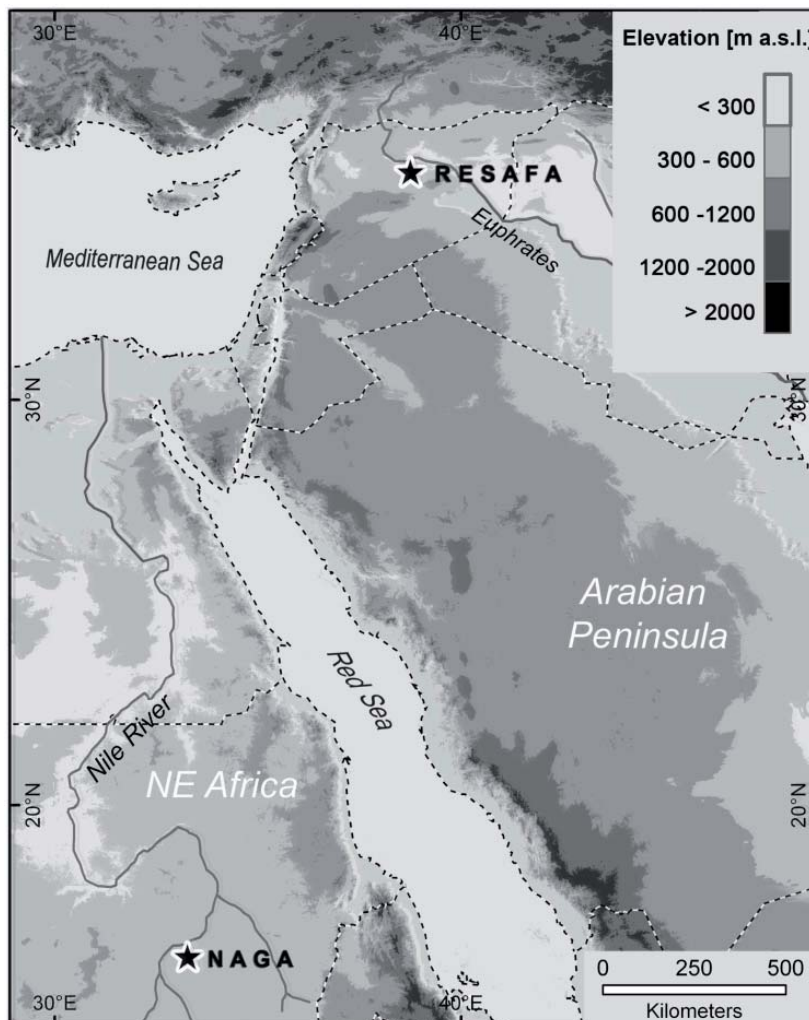 30°E
40°E
Elevation [m a.s.l.]
< 300
300 - 600
600 -1200
1200 -2000
> 2000
RESAFA
Euphrates
Mediterranean Sea
30°N
30°N
Arabian
Peninsula
Red Sea
Nile River
NE Africa
20°N
20°N
NAGA
0 250 500
Kilometers
30°E
40°E